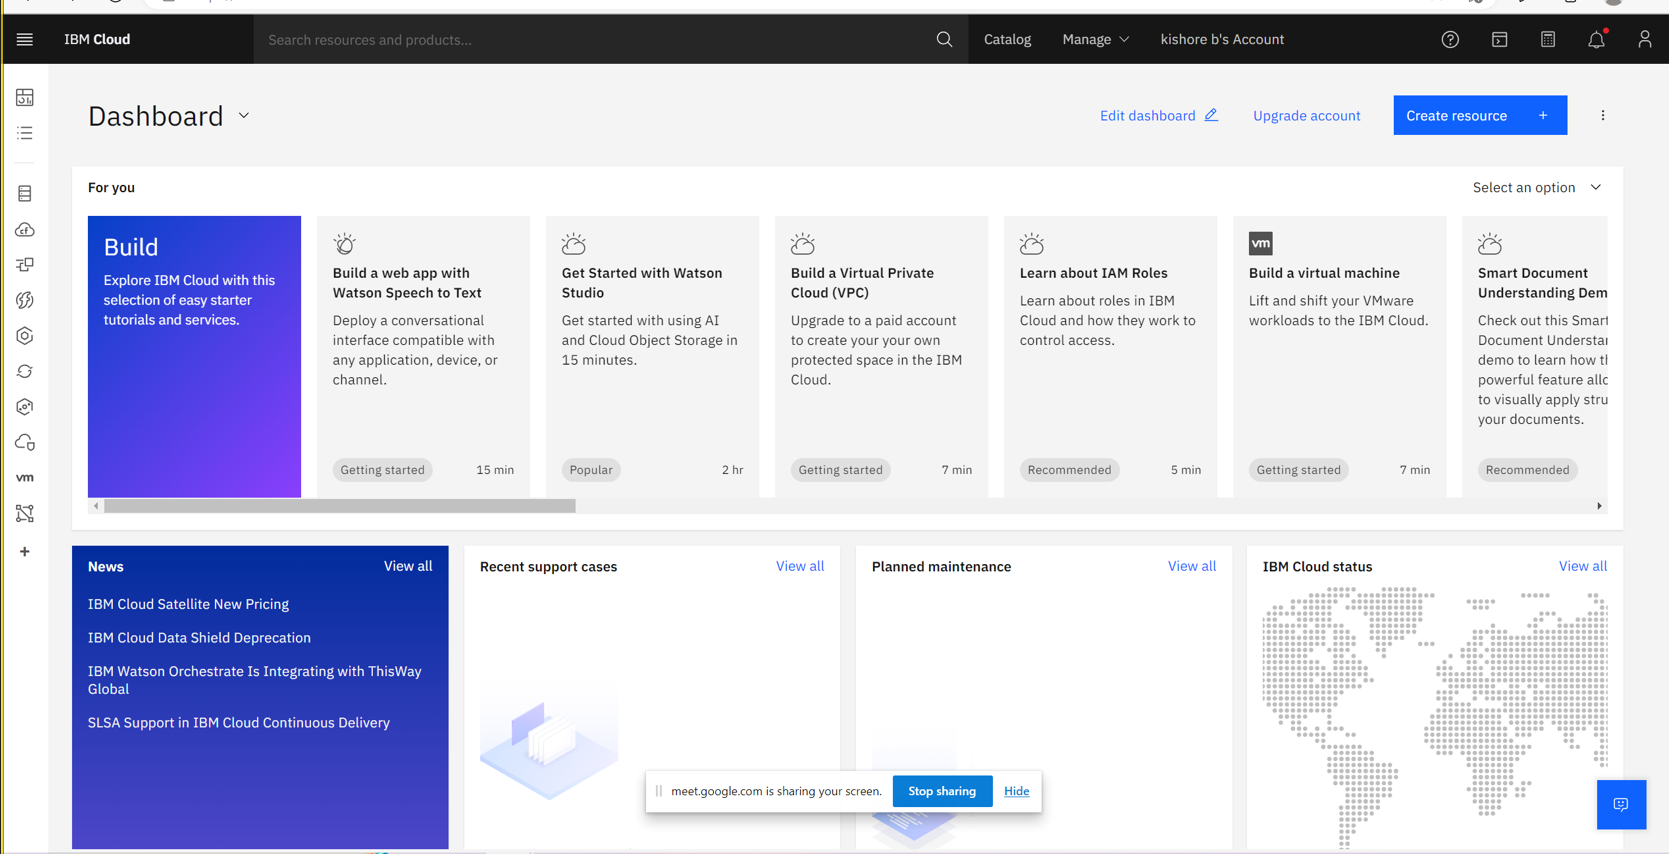 IBM Cloud
Search resources and products...
Catalog
Manage
kishore b's Account
Dashboard
Edit dashboard
Upgrade account
Create resource +
For you
Select an option
Build
Explore IBM Cloud with this
selection of easy starter
tutorials and services.
Build a web app with
Watson Speech to Text
Deploy a conversational
interface compatible with
any application, device, or
channel.
Getting started
15 min
Get Started with Watson
Studio
Get started with using AI
and Cloud Object Storage in
15 minutes.
Popular
2 hr
Build a Virtual Private
Cloud (VPC)
Upgrade to a paid account
to create your your own
protected space in the IBM
Cloud.
Getting started
7 min
Learn about IAM Roles
Learn about roles in IBM
Cloud and how they work to
control access.
Recommended
5 min
vm
Build a virtual machine
Lift and shift your VMware
workloads to the IBM Cloud.
Getting started
7 min
Smart Document
Understanding Dem
Check out this Smart
Document Understar
demo to learn how th
powerful feature allo
to visually apply stru
your documents.
Recommended
vm
News
View all
IBM Cloud Satellite New Pricing
IBM Cloud Data Shield Deprecation
IBM Watson Orchestrate Is Integrating with ThisWay
Global
SLSA Support in IBM Cloud Continuous Delivery
Recent support cases
View all
Planned maintenance
View all
IBM Cloud status
View all
meet.google.com is sharing your screen.
Stop sharing
Hide